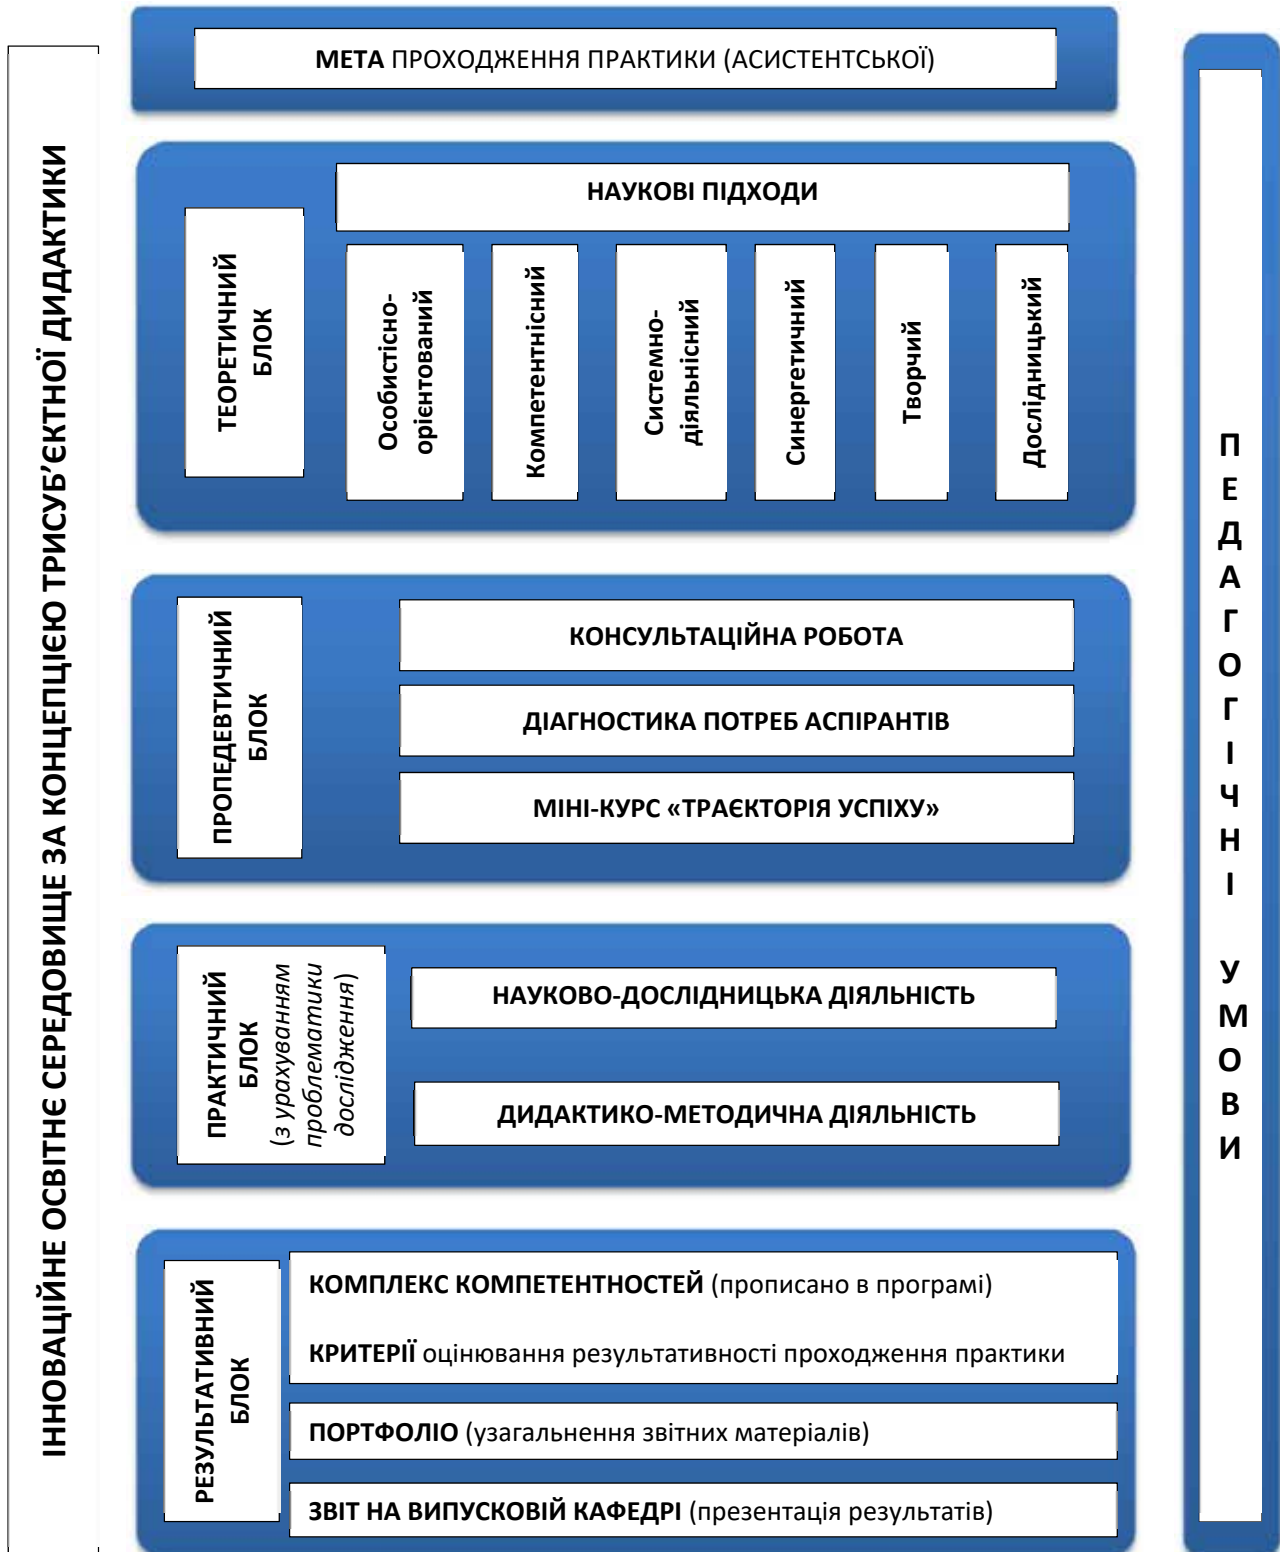 ІННОВАЦІЙНЕ ОСВІТНЄ СЕРЕДОВИЩЕ ЗА КОНЦЕПЦІЄЮ ТРИСУБ’ЄКТНОЇ ДИДАКТИКИ
МЕТА ПРОХОДЖЕННЯ ПРАКТИКИ (АСИСТЕНТСЬКОЇ)
ТЕОРЕТИЧНИЙ
БЛОК
НАУКОВІ ПІДХОДИ
Особистісно-
орієнтований
Компетентнісний
Системно-
діяльнісний
Синергетичний
Творчий
Дослідницький
ПРОПЕДЕВТИЧНИЙ
БЛОК
КОНСУЛЬТАЦІЙНА РОБОТА
ДІАГНОСТИКА ПОТРЕБ АСПІРАНТІВ
МІНІ-КУРС «ТРАЄКТОРІЯ УСПІХУ»
ПРАКТИЧНИЙ
БЛОК
(з урахуванням
проблематики
дослідження)
НАУКОВО-ДОСЛІДНИЦЬКА ДІЯЛЬНІСТЬ
ДИДАКТИКО-МЕТОДИЧНА ДІЯЛЬНІСТЬ
РЕЗУЛЬТАТИВНИЙ
БЛОК
КОМПЛЕКС КОМПЕТЕНТНОСТЕЙ (прописано в програмі)
КРИТЕРІЇ оцінювання результативності проходження практики
ПОРТФОЛІО (узагальнення звітних матеріалів)
ЗВІТ НА ВИПУСКОВІЙ КАФЕДРІ (презентація результатів)
ПЕДАГОГІЧНІ УМОВИ